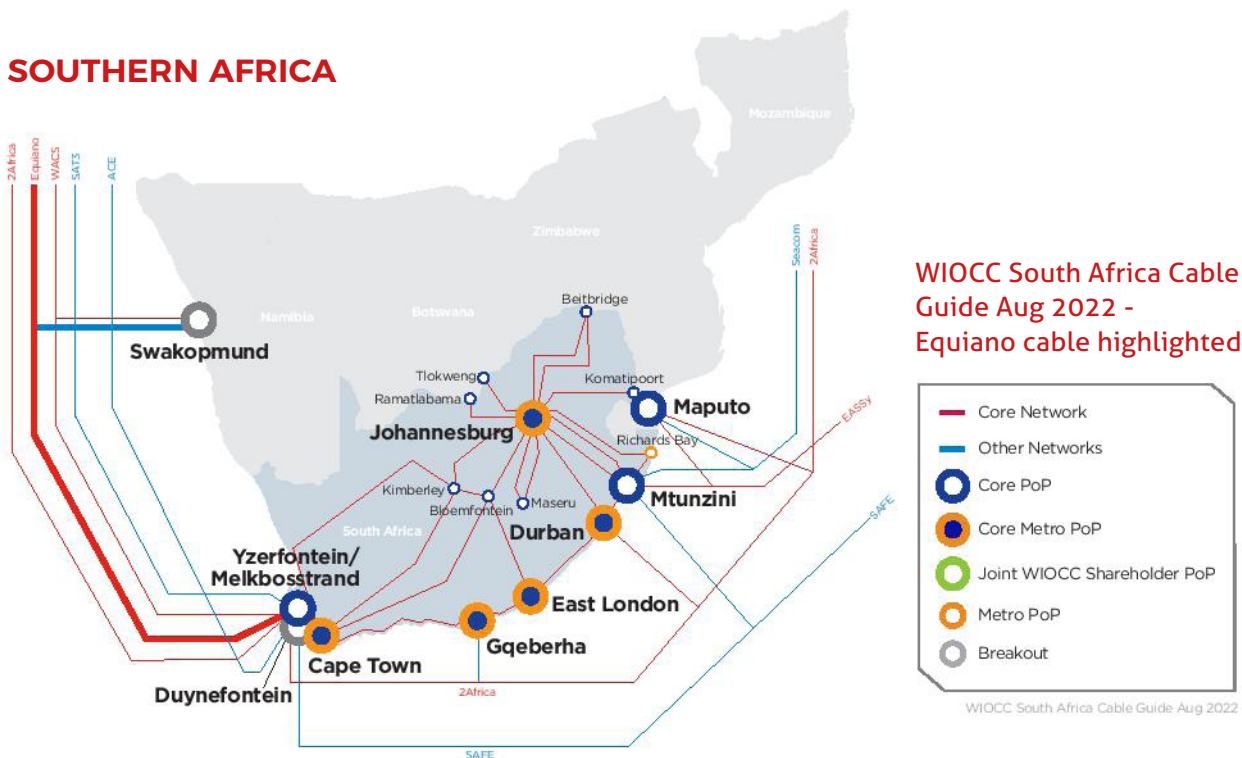 SOUTHERN AFRICA
Mozambique
2Africa
Equiano
WACS
SAT3
ACE
Zimbabwe
Seacom
2Africa
WIOCC South Africa Cable
Guide Aug 2022 -
Equiano cable highlighted
Beitbridge
Namibia
Botswana
Swakopmund
Tlokweng
Komatipoort
Ramatlabama
Maputo
Johannesburg
EASSy
Richards Bay
Kimberley
Mtunzini
Bloemfontein
Maseru
SAFE
South Africa
Durban
Yzerfontein/
Melkbosstrand
East London
Gqeberha
Cape Town
Duynefontein
2Africa
SAFE
Core Network
Other Networks
Core PoP
Core Metro PoP
Joint WIOCC Shareholder PoP
Metro PoP
Breakout
WIOCC South Africa Cable Guide Aug 2022